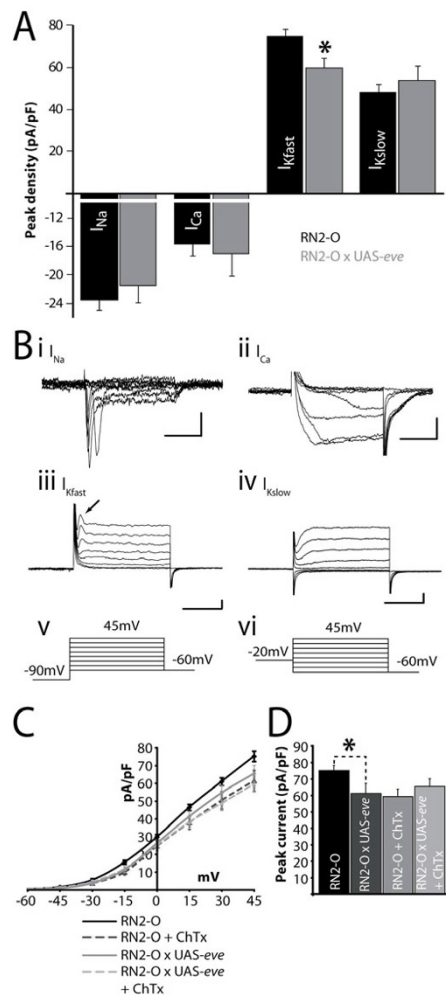 A
Peak density (pA/pF)
80
60
40
20
-12
-16
-20
-24
INa
ICa
IKfast
*
IKslow
RN2-O
RN2-O x UAS-eve
B
i INa
ii ICa
iii IKfast
iv IKslow
v
45mV
-90mV
-60mV
vi
45mV
-20mV
-60mV
C
pA/pF
80
70
60
50
40
30
20
10
mV
-60 -45 -30 -15 0 15 30 45
RN2-O
RN2-O + ChTx
RN2-O x UAS-eve
RN2-O x UAS-eve
+ ChTx
D
*
Peak current (pA/pF)
90
80
70
60
50
40
30
20
10
RN2-O
RN2-O x UAS-eve
RN2-O + ChTx
RN2-O x UAS-eve
+ ChTx